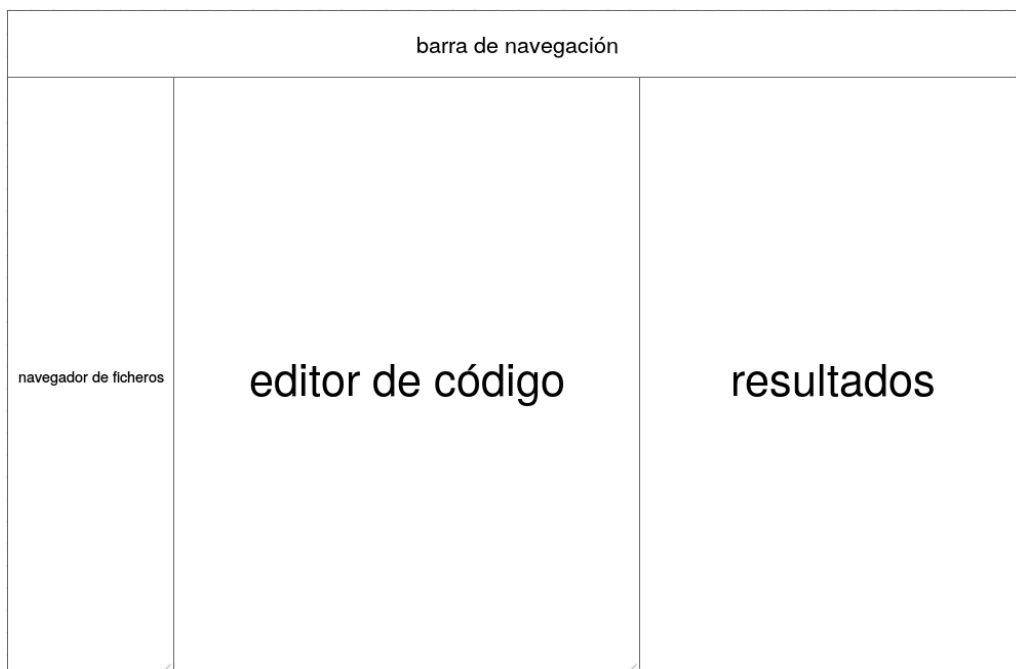 barra de navegación
navegador de ficheros
editor de código
resultados